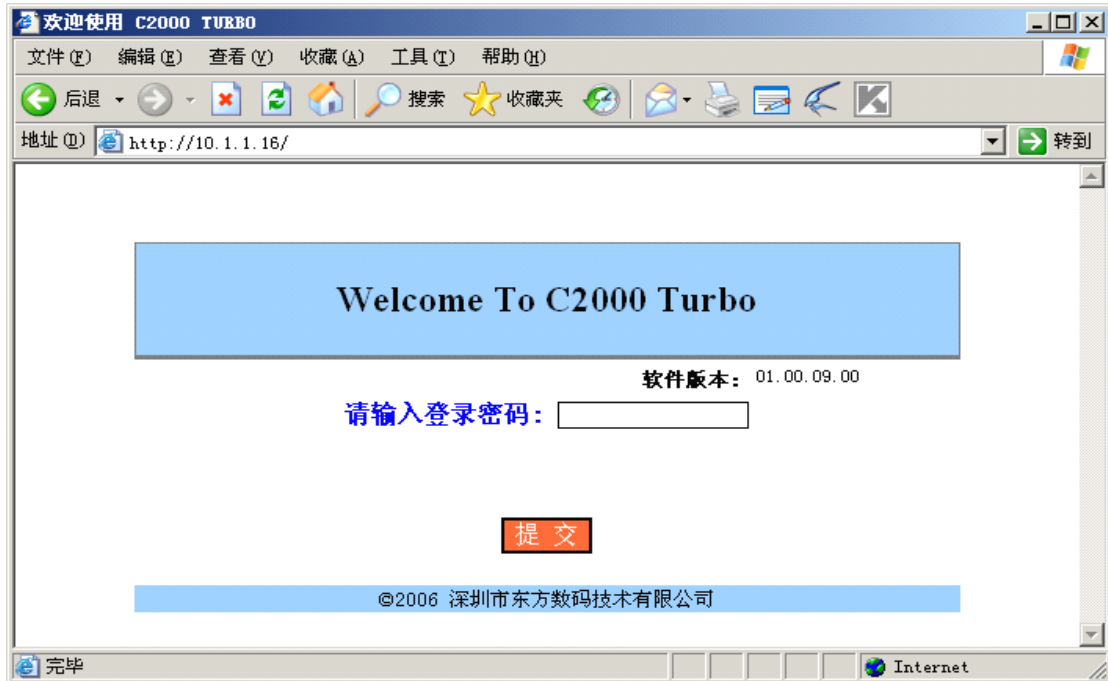 欢迎使用 C2000 TURBO
文件(F) 编辑(E) 查看(V) 收藏(A) 工具(T) 帮助(H)
后退 搜索 收藏夹
地址(D) http://10.1.1.16/ 转到
Welcome To C2000 Turbo
软件版本： 01.00.09.00
请输入登录密码：
提 交
©2006 深圳市东方数码技术有限公司
完毕 Internet